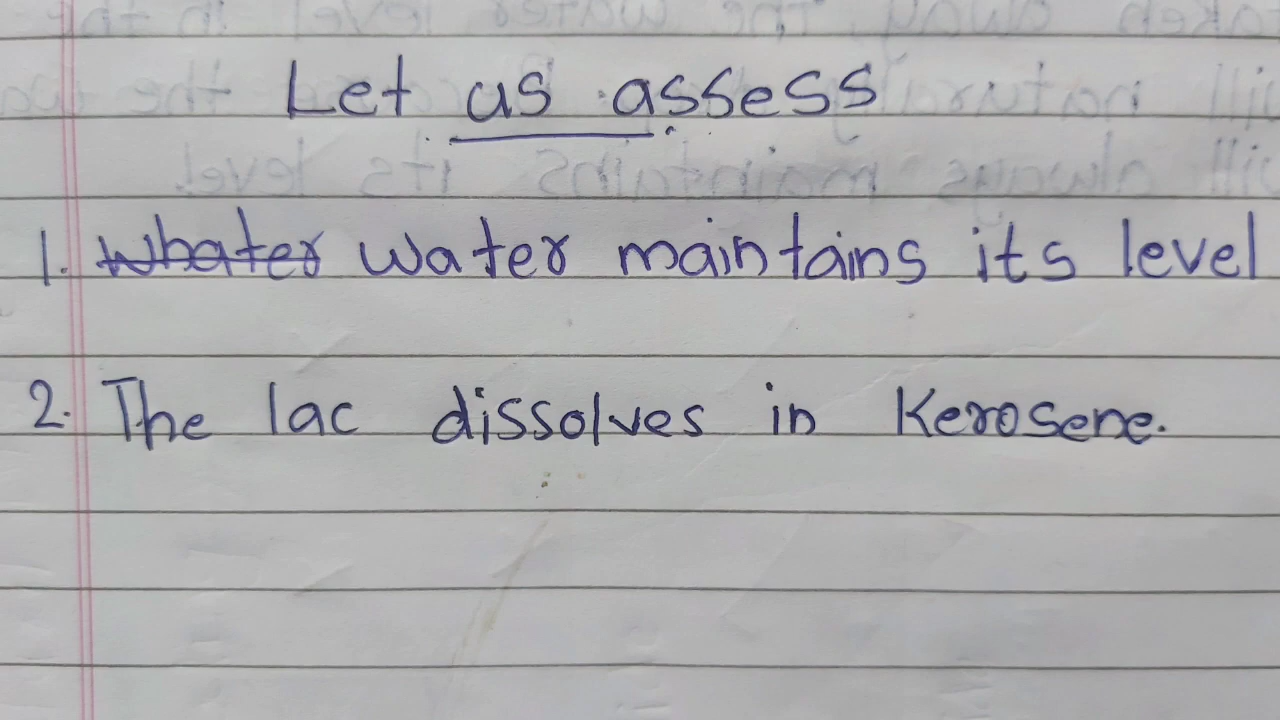 Let us assess
1. Whater Water maintains its level
2. The lac dissolves in Kerosene.